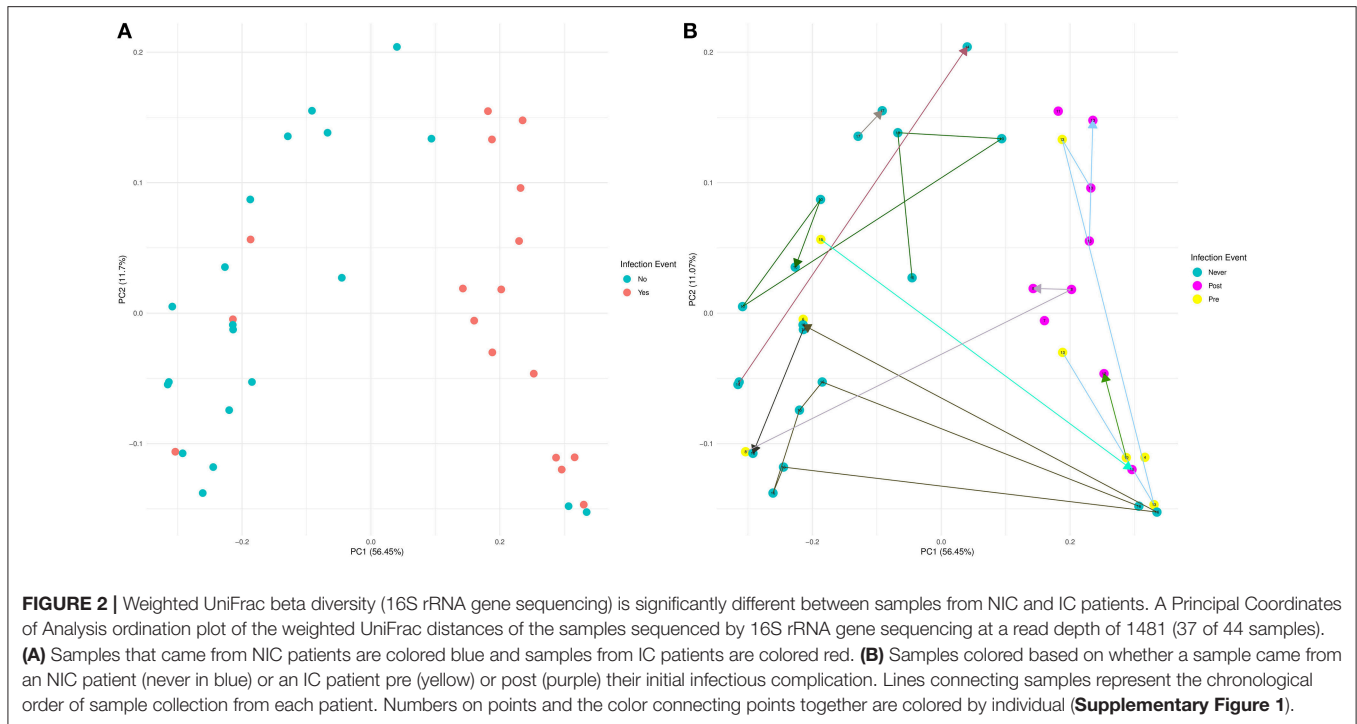 A
B
0.2
0.1
0.0
−0.1
PC2 (11.7%)
−0.2
0.0
0.2
PC1 (56.45%)
Infection Event
No
Yes
0.2
0.1
0.0
−0.1
PC2 (11.07%)
−0.2
0.0
0.2
PC1 (56.45%)
Infection Event
Never
Post
Pre
FIGURE 2 | Weighted UniFrac beta diversity (16S rRNA gene sequencing) is significantly different between samples from NIC and IC patients. A Principal Coordinates
of Analysis ordination plot of the weighted UniFrac distances of the samples sequenced by 16S rRNA gene sequencing at a read depth of 1481 (37 of 44 samples).
(A) Samples that came from NIC patients are colored blue and samples from IC patients are colored red. (B) Samples colored based on whether a sample came from
an NIC patient (never in blue) or an IC patient pre (yellow) or post (purple) their initial infectious complication. Lines connecting samples represent the chronological
order of sample collection from each patient. Numbers on points and the color connecting points together are colored by individual (Supplementary Figure 1).